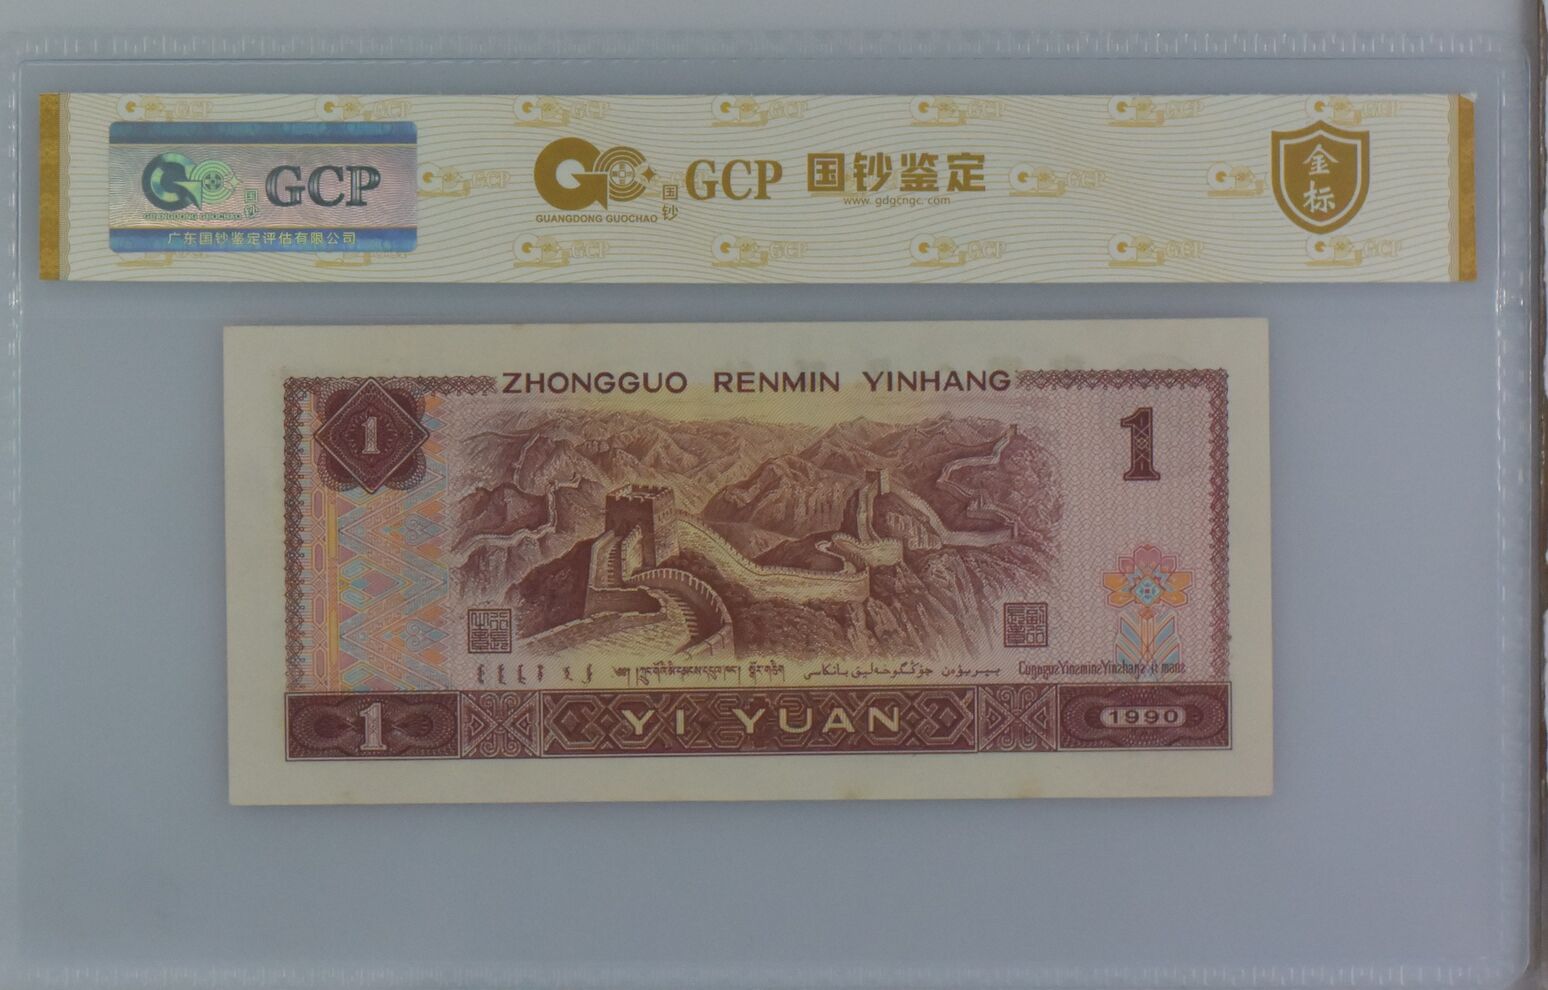 GCP
国钞
GUANGDONG GUOCHAO
广东国钞鉴定评估有限公司
GCP 国钞鉴定
国钞
GUANGDONG GUOCHAO
www.gdgcngc.com
金标
ZHONGGUO RENMIN YINHANG
1
1
1
YI YUAN
1990